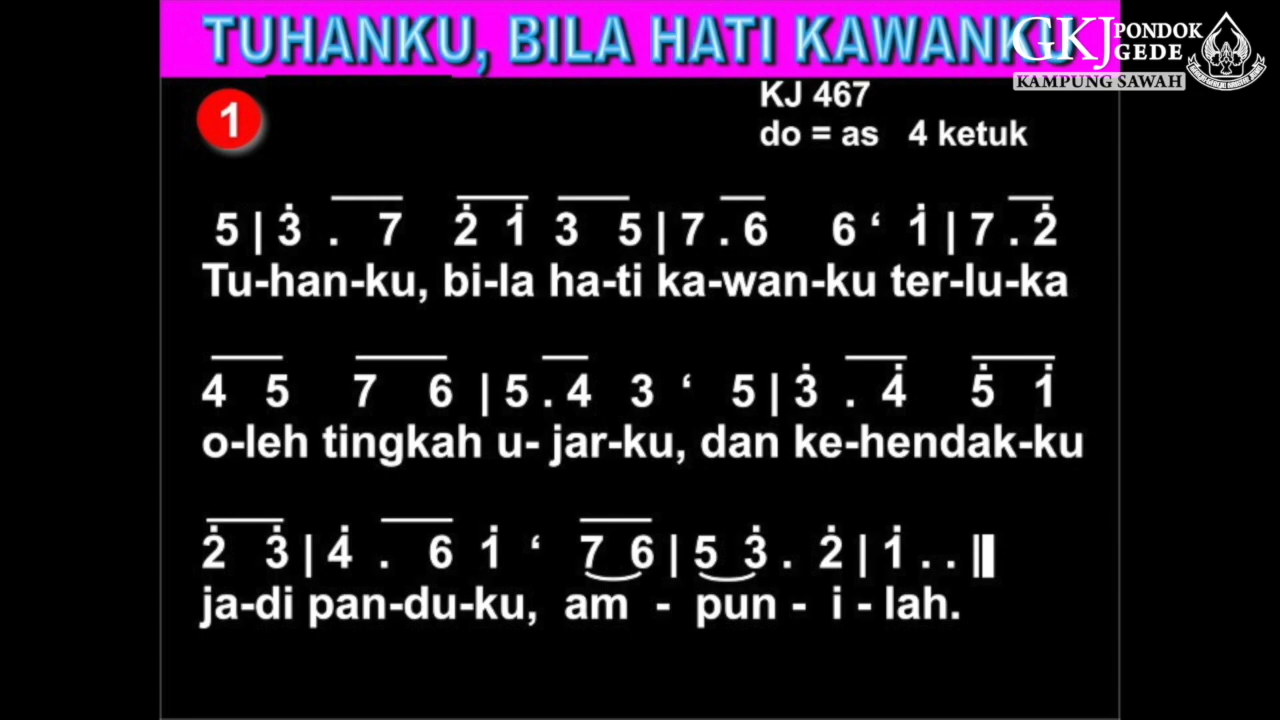 TUHANKU, BILA HATI KAWANKU
GKJ PONDOK GEDE
KAMPUNG SAWAH
1
KJ 467
do = as 4 ketuk
5 | 3̇ . 7 2̇ 1̇ 3 5 | 7 . 6 6 ‘ 1̇ | 7 . 2̇
Tu-han-ku, bi-la ha-ti ka-wan-ku ter-lu-ka
4 5 7 6 | 5 . 4 3 ‘ 5 | 3̇ . 4̇ 5̇ 1̇
o-leh tingkah u- jar-ku, dan ke-hendak-ku
2̇ 3̇ | 4̇ . 6 1̇ ‘ 7 6 | 5 3̇ . 2̇ | 1̇ . . ||
ja-di pan-du-ku, am - pun - i - lah.